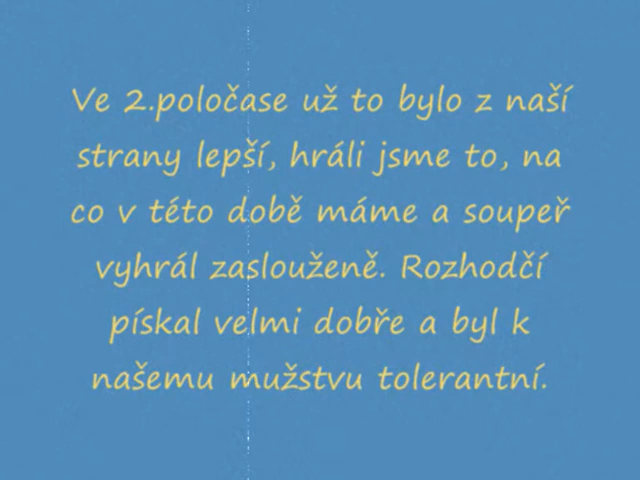 Ve 2.poločase už to bylo z naší
strany lepší, hráli jsme to, na
co v této době máme a soupeř
vyhrál zaslouženě. Rozhodčí
pískal velmi dobře a byl k
našemu mužstvu tolerantní.